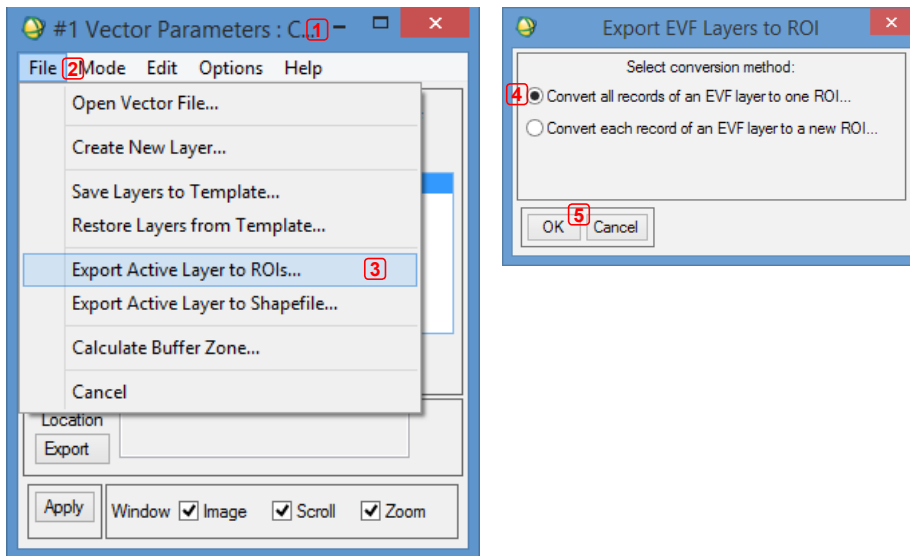 #1 Vector Parameters : C... 1
File 2 Mode Edit Options Help
Open Vector File...
Create New Layer...
Save Layers to Template...
Restore Layers from Template...
Export Active Layer to ROIs... 3
Export Active Layer to Shapefile...
Calculate Buffer Zone...
Cancel
Location
Export
Apply Window Image Scroll Zoom
Export EVF Layers to ROI
Select conversion method:
4 Convert all records of an EVF layer to one ROI...
Convert each record of an EVF layer to a new ROI...
OK 5 Cancel